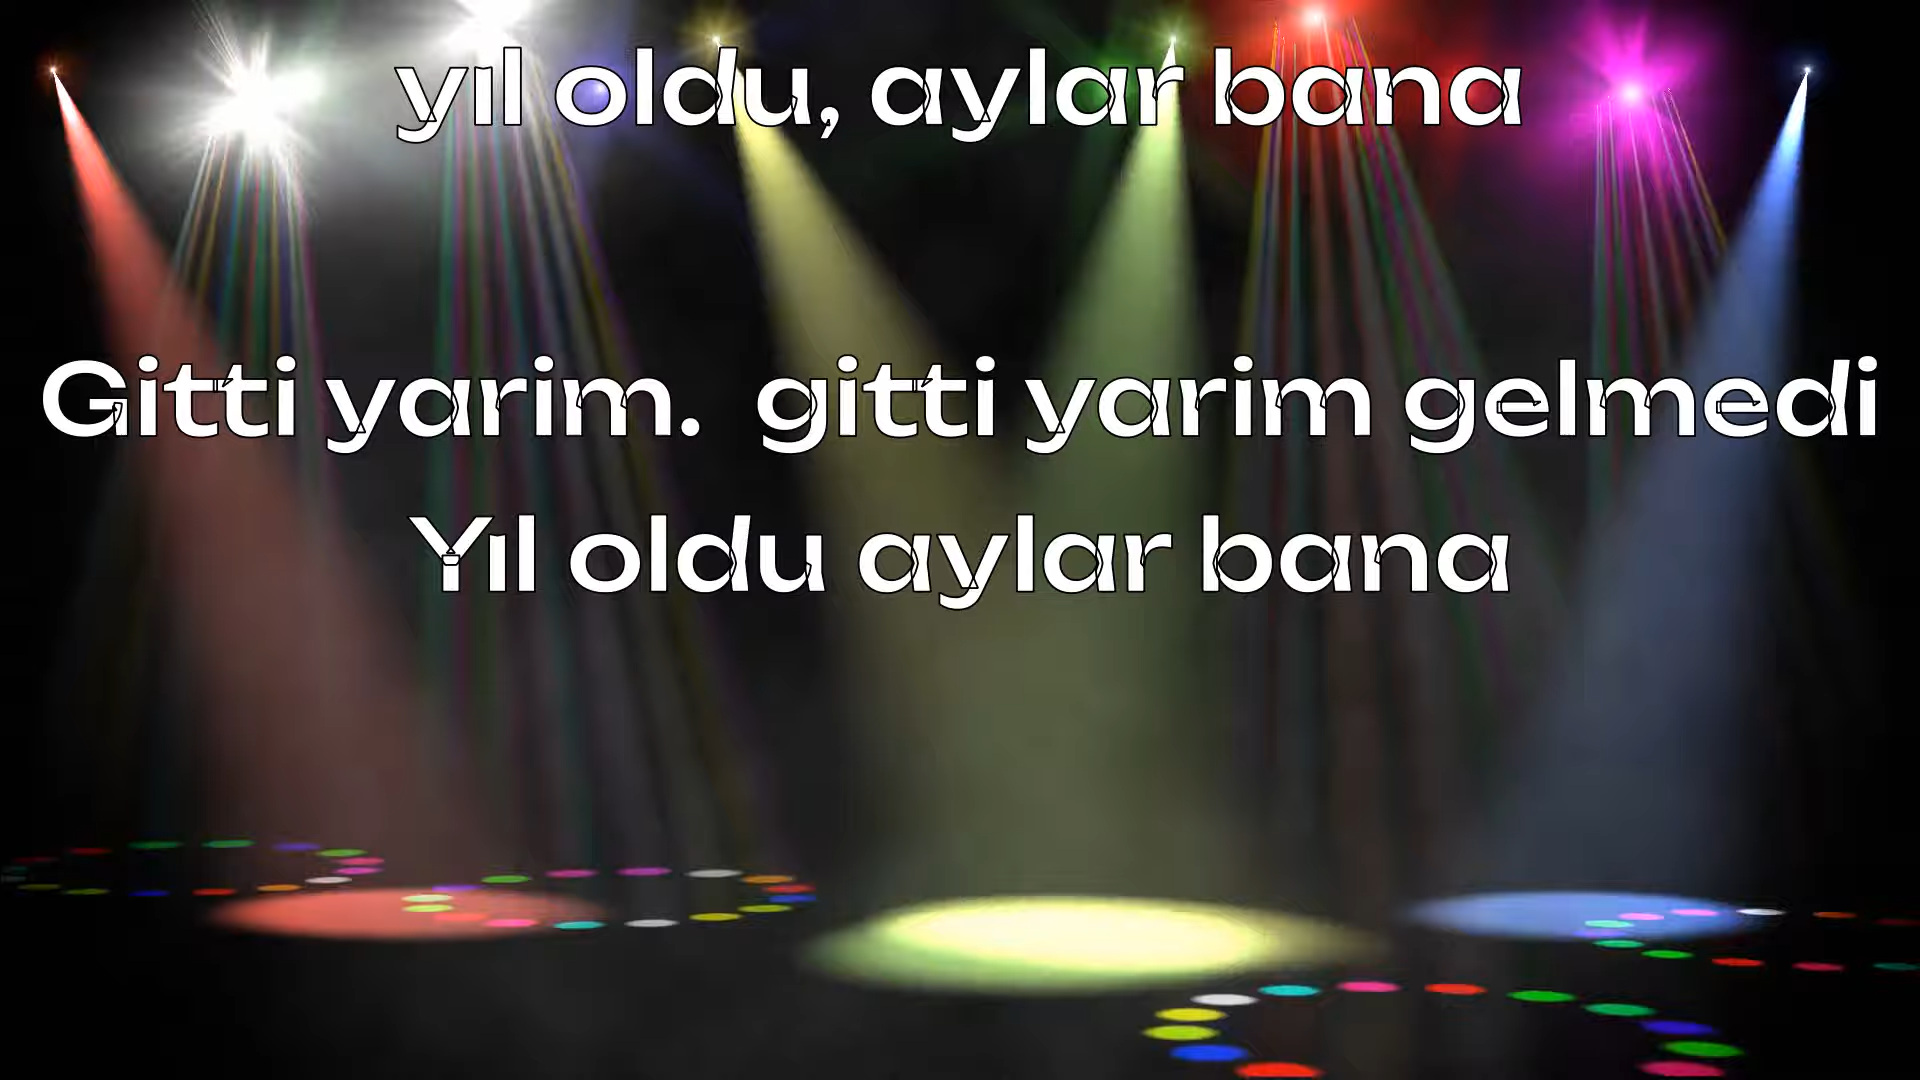 yıl oldu, aylar bana
Gitti yarim.  gitti yarim gelmedi
Yıl oldu aylar bana